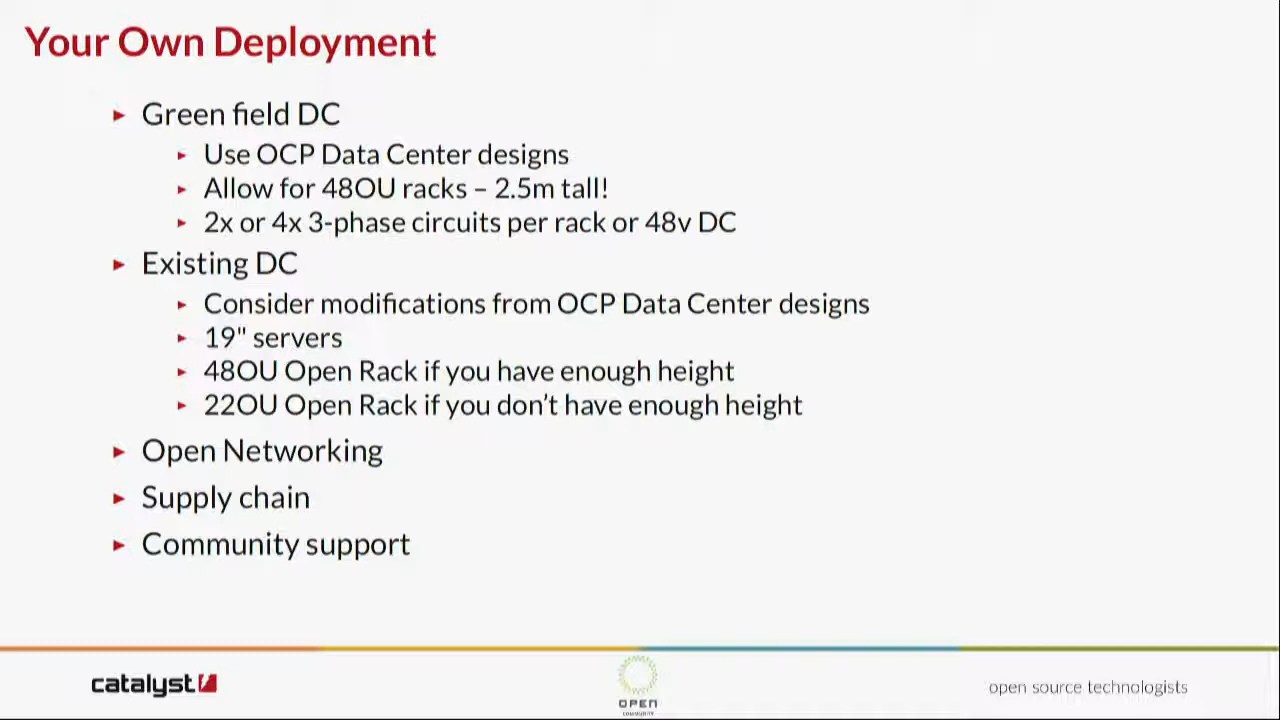 Your Own Deployment
Green field DC
Use OCP Data Center designs
Allow for 48OU racks – 2.5m tall!
2x or 4x 3-phase circuits per rack or 48v DC
Existing DC
Consider modifications from OCP Data Center designs
19" servers
48OU Open Rack if you have enough height
22OU Open Rack if you don’t have enough height
Open Networking
Supply chain
Community support
catalyst
OPEN
COMMUNITY
open source technologists